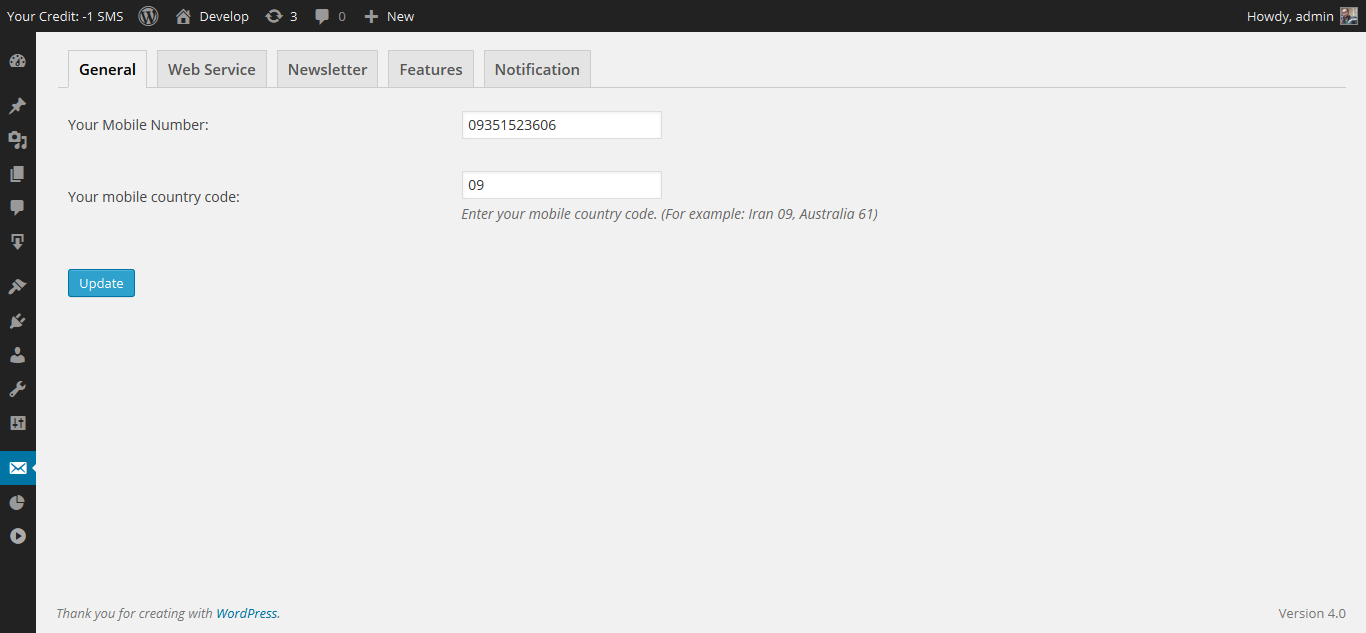 Your Credit: -1 SMS Develop 3 0 New Howdy, admin
General Web Service Newsletter Features Notification
Your Mobile Number: 09351523606
09
Your mobile country code:
Enter your mobile country code. (For example: Iran 09, Australia 61)
Update
Thank you for creating with WordPress. Version 4.0